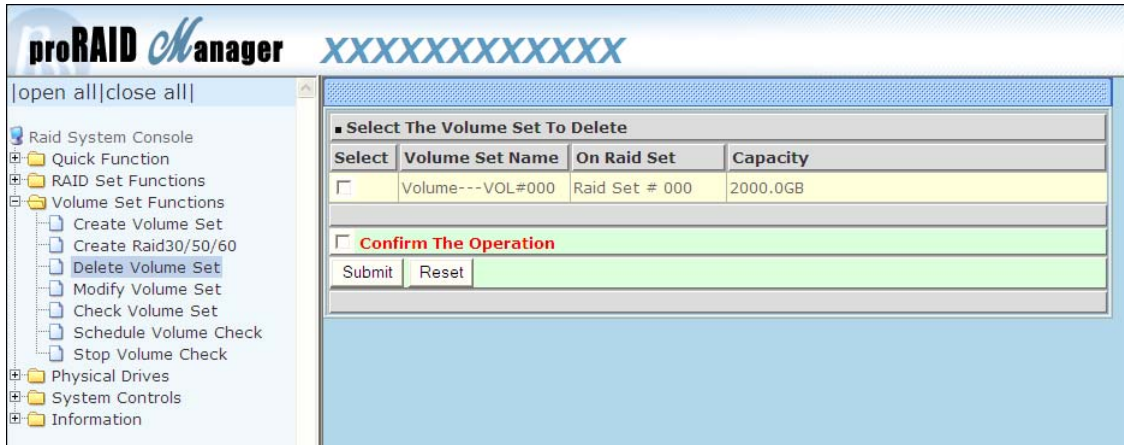 proRAID Manager XXXXXXXXXXXXX
|open all|close all|
Raid System Console
Quick Function
RAID Set Functions
Volume Set Functions
Create Volume Set
Create Raid30/50/60
Delete Volume Set
Modify Volume Set
Check Volume Set
Schedule Volume Check
Stop Volume Check
Physical Drives
System Controls
Information
Select The Volume Set To Delete
Select Volume Set Name On Raid Set Capacity
Volume---VOL#000 Raid Set # 000 2000.0GB
Confirm The Operation
Submit Reset